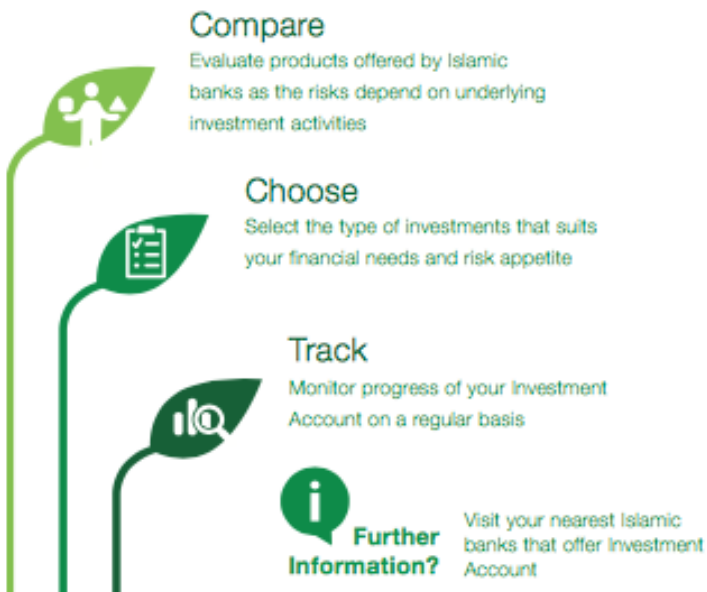 Compare
Evaluate products offered by Islamic
banks as the risks depend on underlying
investment activities
Choose
Select the type of investments that suits
your financial needs and risk appetite
Track
Monitor progress of your Investment
Account on a regular basis
i
Further
Information?
Visit your nearest Islamic
banks that offer Investment
Account